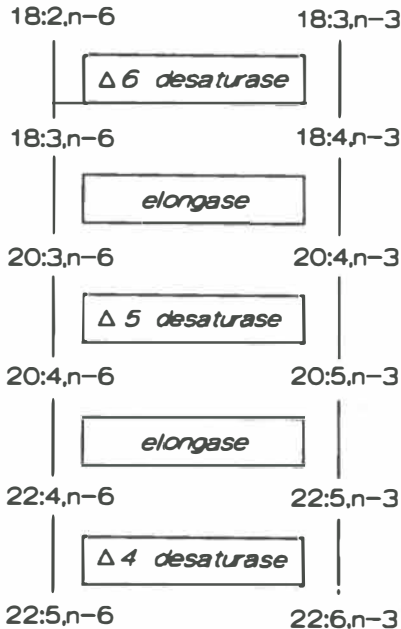 18:2,n-6 18:3,n-3
Δ6 desaturase
18:3,n-6 18:4,n-3
elongase
20:3,n-6 20:4,n-3
Δ5 desaturase
20:4,n-6 20:5,n-3
elongase
22:4,n-6 22:5,n-3
Δ4 desaturase
22:5,n-6 22:6,n-3